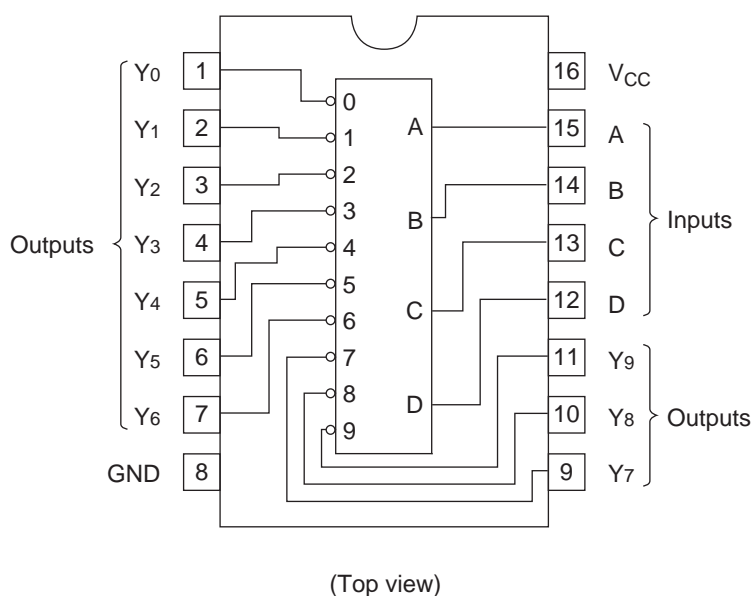 Y0 1
Y1 2
Y2 3
Y3 4
Y4 5
Y5 6
Y6 7
GND 8
Outputs
0
1
2
3
4
5
6
7
8
9
A
B
C
D
16 VCC
15 A
14 B
13 C
12 D
Inputs
11 Y9
10 Y8
9 Y7
Outputs
(Top view)